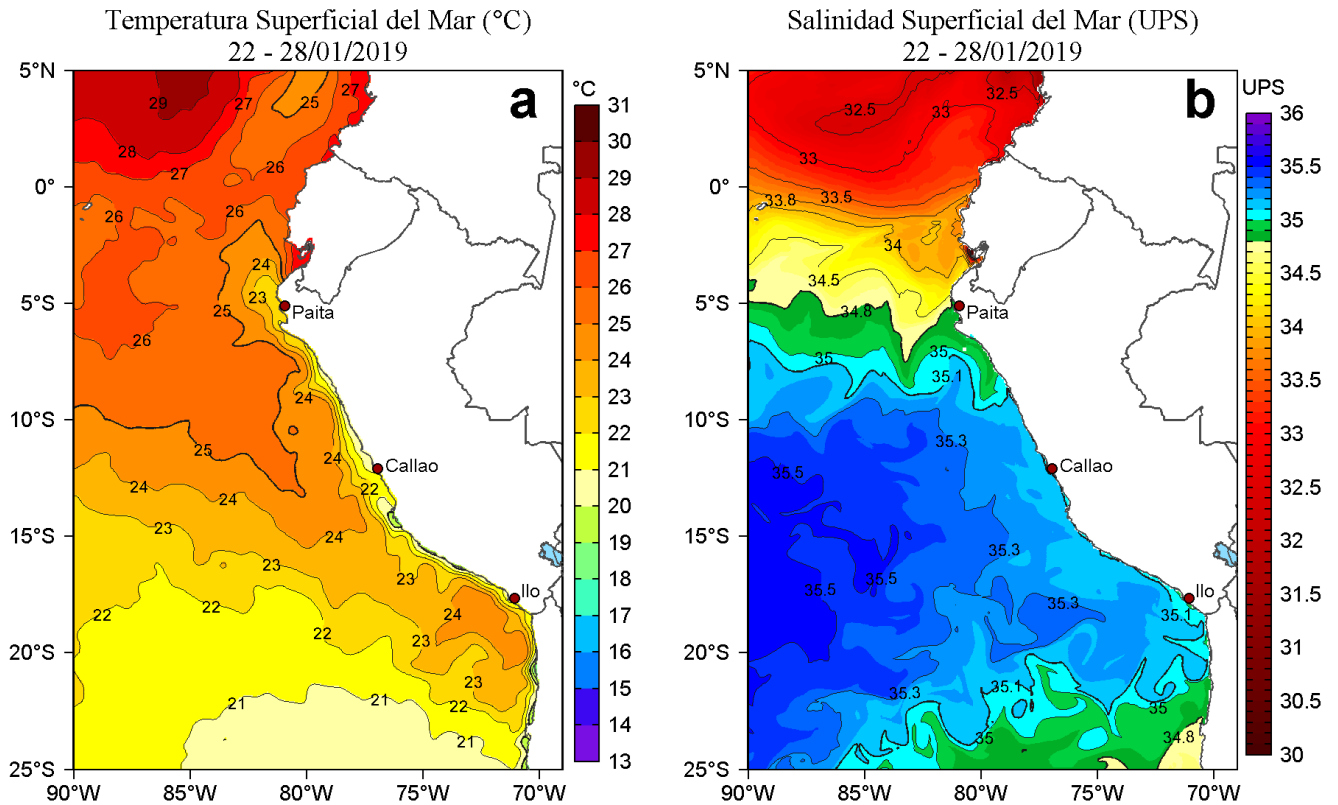 Temperatura Superficial del Mar (°C)
22 - 28/01/2019
5°N
0°
5°S
10°S
15°S
20°S
25°S
90°W
85°W
80°W
75°W
70°W
a
29
27
25
27
28
27
26
26
26
24
23
25
26
24
25
24
22
24
24
24
23
23
23
24
22
22
22
23
23
22
21
21
21
Paita
Callao
Ilo
°C
31
30
29
28
27
26
25
24
23
22
21
20
19
18
17
16
15
14
13
Salinidad Superficial del Mar (UPS)
22 - 28/01/2019
5°N
0°
5°S
10°S
15°S
20°S
25°S
90°W
85°W
80°W
75°W
70°W
b
32.5
32.5
33
33
33.8
33.5
34
34.5
34.8
35
35
35.1
35.3
35.5
35.3
35.5
35.5
35.3
35.1
35.3
35.1
35
35
34.8
Paita
Callao
Ilo
UPS
36
35.5
35
34.5
34
33.5
33
32.5
32
31.5
31
30.5
30